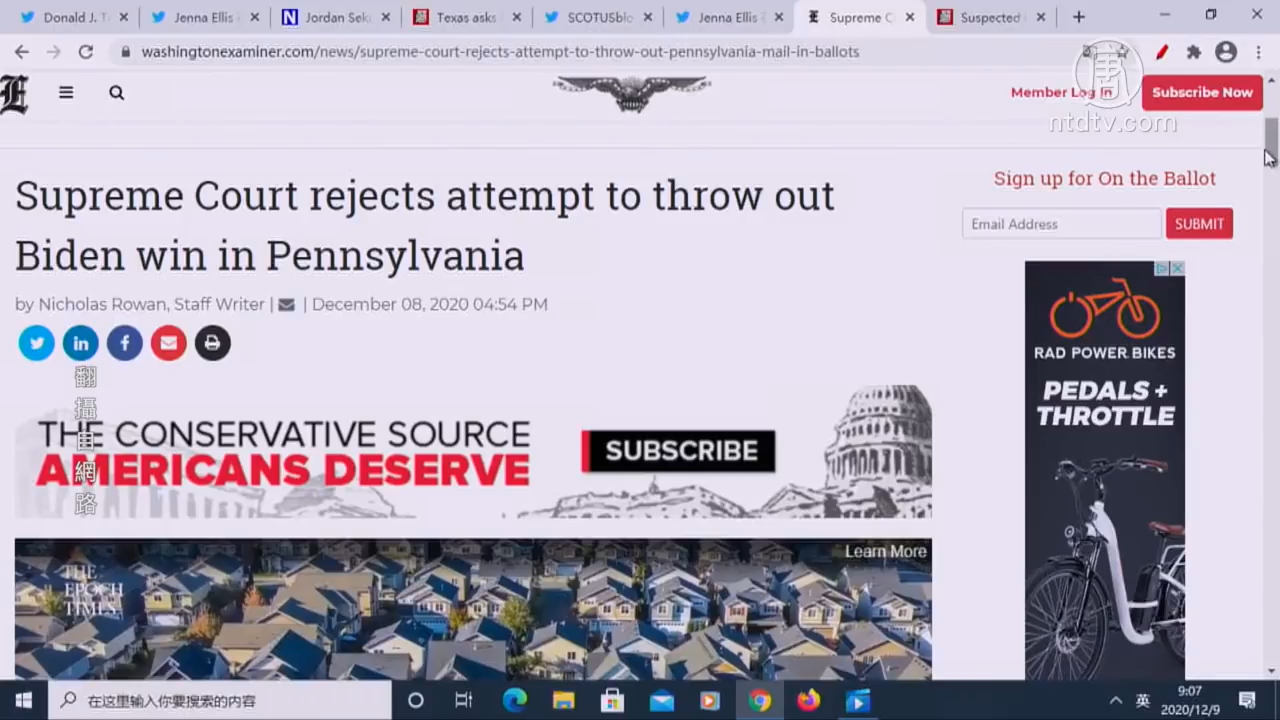 Donald J. T
Jenna Ellis
Jordan Sek
Texas asks
SCOTUSblo
Jenna Ellis
Supreme C
Suspected
washingtonexaminer.com/news/supreme-court-rejects-attempt-to-throw-out-pennsylvania-mail-in-ballots
E
Member Log In
Subscribe Now
唐
ntdtv.com
Supreme Court rejects attempt to throw out
Biden win in Pennsylvania
by Nicholas Rowan, Staff Writer | | December 08, 2020 04:54 PM
Sign up for On the Ballot
Email Address
SUBMIT
翻攝自網路
THE CONSERVATIVE SOURCE
AMERICANS DESERVE
SUBSCRIBE
RAD POWER BIKES
PEDALS +
THROTTLE
Learn More
THE
EPOCH
TIMES
在这里输入你要搜索的内容
英
9:07
2020/12/9